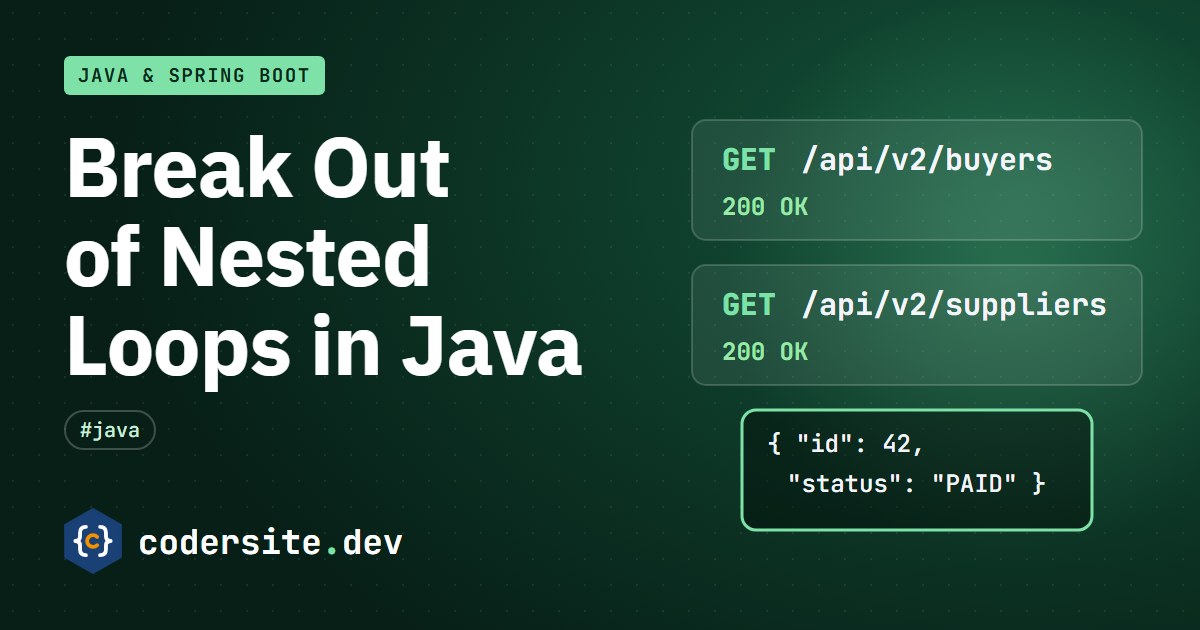 JAVA & SPRING BOOT
Break Out
of Nested
Loops in Java
#java
{c} codersite.dev
GET /api/v2/buyers
200 OK
GET /api/v2/suppliers
200 OK
{ "id": 42,
"status": "PAID" }